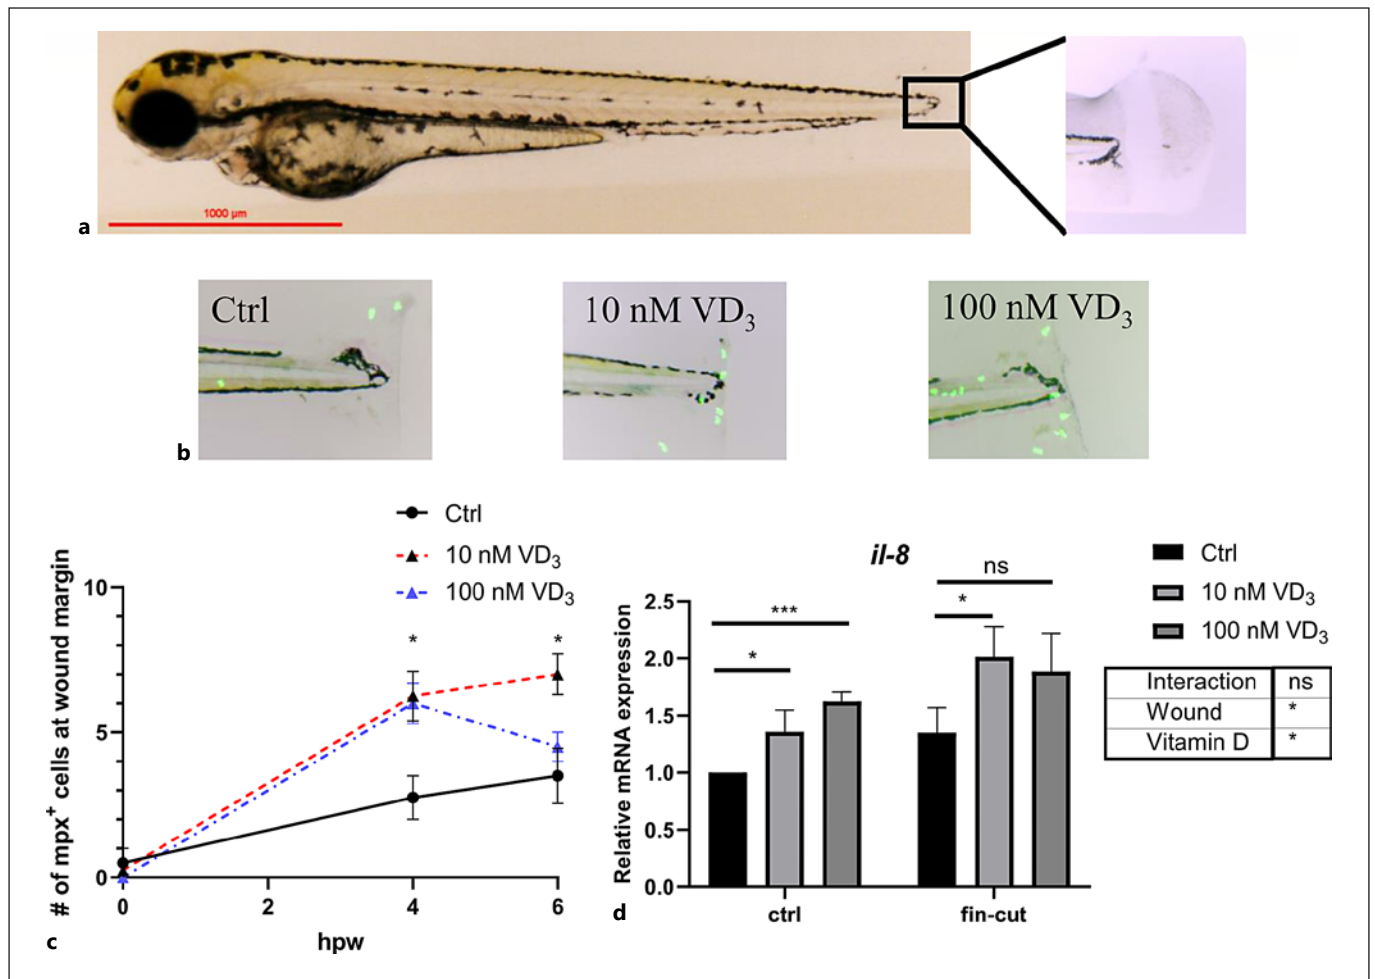 1000 µm
a
Ctrl
10 nM VD3
100 nM VD3
b
Ctrl
10 nM VD3
100 nM VD3
# of mpx+ cells at wound margin
10
5
0
* *
0 2 4 6
hpw
c
il-8
Ctrl
10 nM VD3
100 nM VD3
Relative mRNA expression
2.5
2.0
1.5
1.0
0.5
0.0
***
*
ns
*
ctrl fin-cut
Interaction ns
Wound *
Vitamin D *
d